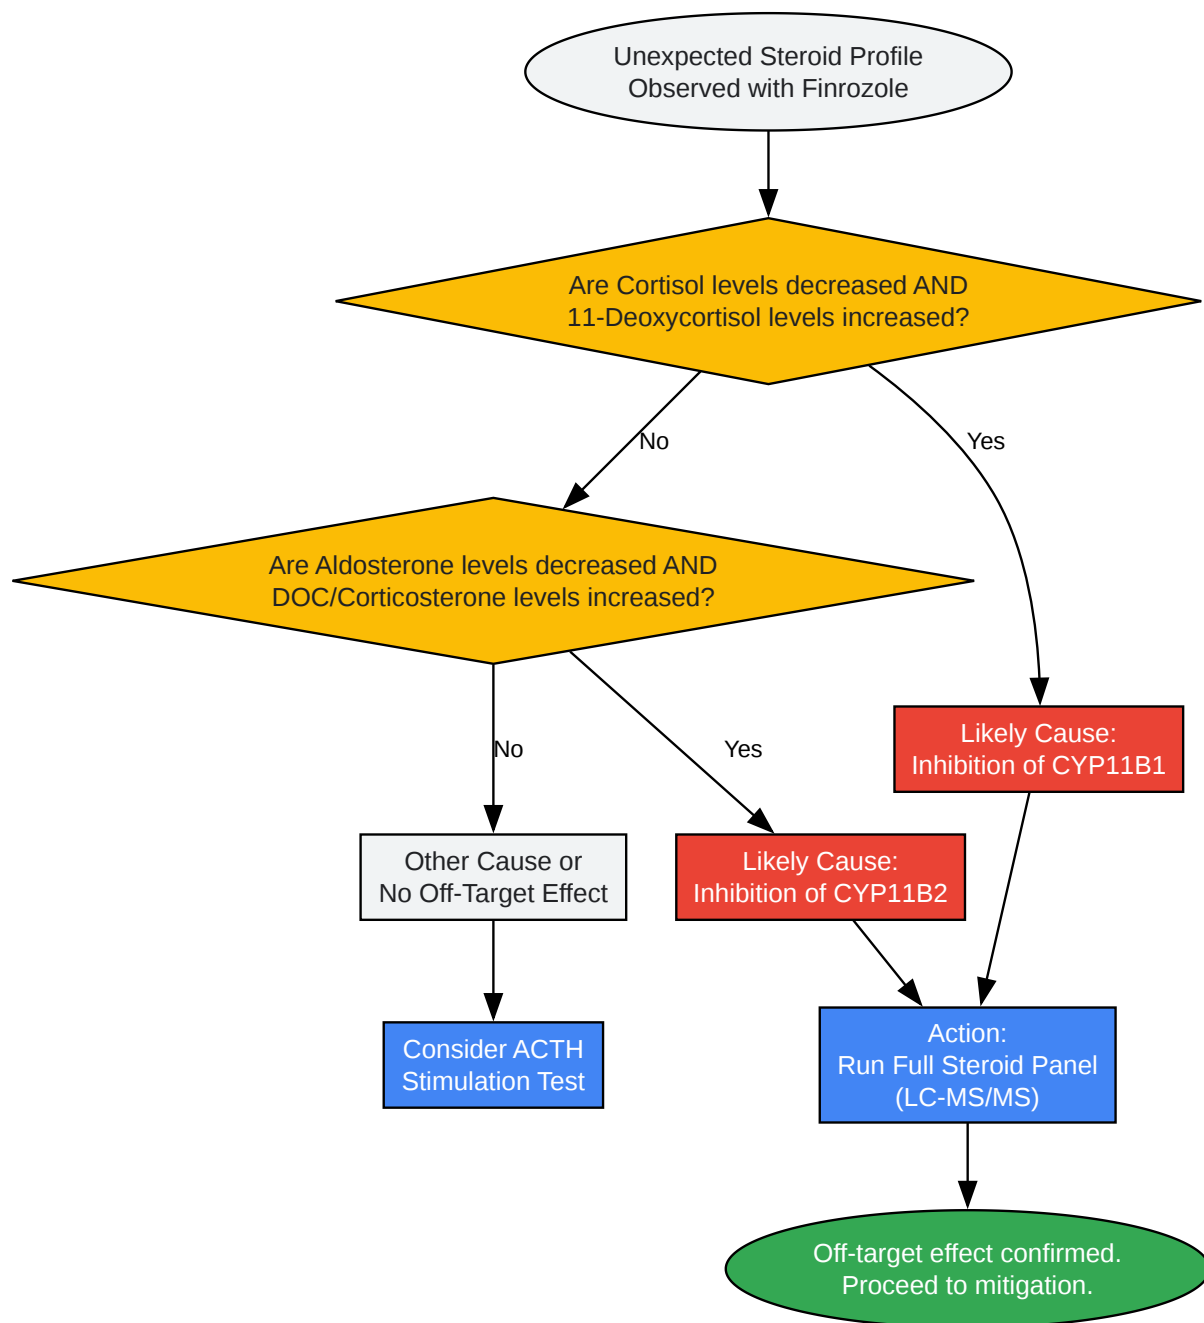 Unexpected Steroid Profile
Observed with Finrozole
Are Cortisol levels decreased AND
11-Deoxycortisol levels increased?
No
Yes
Are Aldosterone levels decreased AND
DOC/Corticosterone levels increased?
Likely Cause:
Inhibition of CYP11B1
No
Yes
Other Cause or
No Off-Target Effect
Likely Cause:
Inhibition of CYP11B2
Consider ACTH
Stimulation Test
Action:
Run Full Steroid Panel
(LC-MS/MS)
Off-target effect confirmed.
Proceed to mitigation.